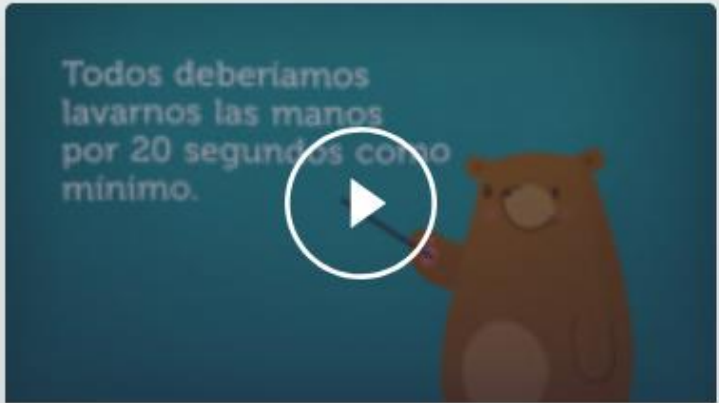 Todos deberíamos
lavarnos las manos
por 20 segundos como
mínimo.